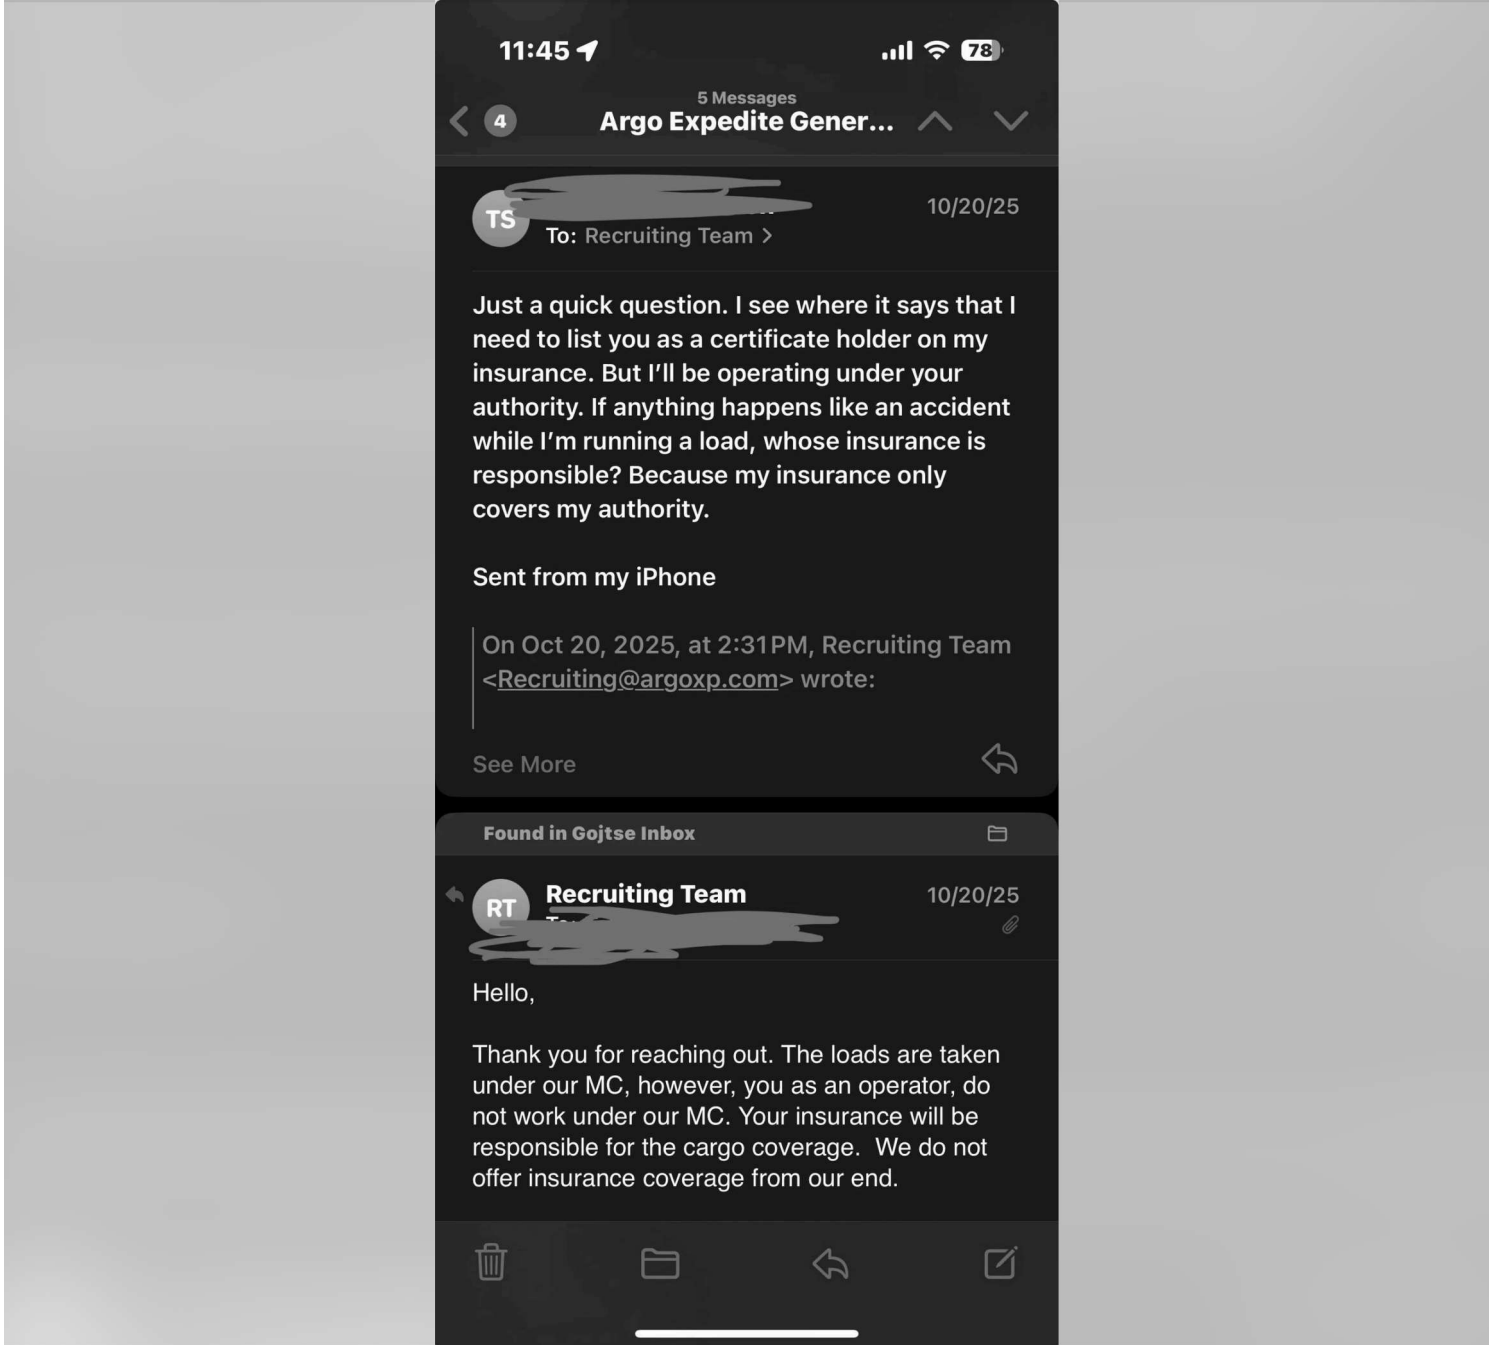 11:45
78
5 Messages
4
Argo Expedite Gener...
TS
10/20/25
To: Recruiting Team
Just a quick question. I see where it says that I
need to list you as a certificate holder on my
insurance. But I’ll be operating under your
authority. If anything happens like an accident
while I’m running a load, whose insurance is
responsible? Because my insurance only
covers my authority.
Sent from my iPhone
On Oct 20, 2025, at 2:31 PM, Recruiting Team
<Recruiting@argoxp.com> wrote:
See More
Found in Gojtse Inbox
RT
Recruiting Team
10/20/25
Hello,
Thank you for reaching out. The loads are taken
under our MC, however, you as an operator, do
not work under our MC. Your insurance will be
responsible for the cargo coverage.  We do not
offer insurance coverage from our end.